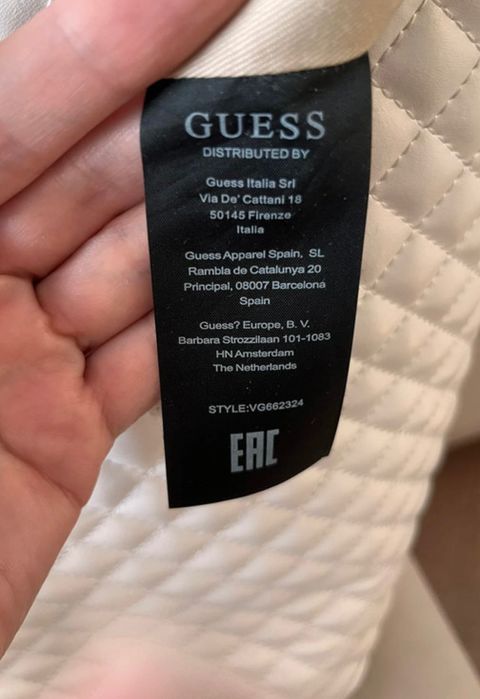 GUESS
DISTRIBUTED BY
Guess Italia Srl
Via De' Cattani 18
50145 Firenze
Italia
Guess Apparel Spain, SL
Rambla de Catalunya 20
Principal, 08007 Barcelona
Spain
Guess? Europe, B. V.
Barbara Strozzilaan 101-1083
HN Amsterdam
The Netherlands
STYLE:VG662324
EAC